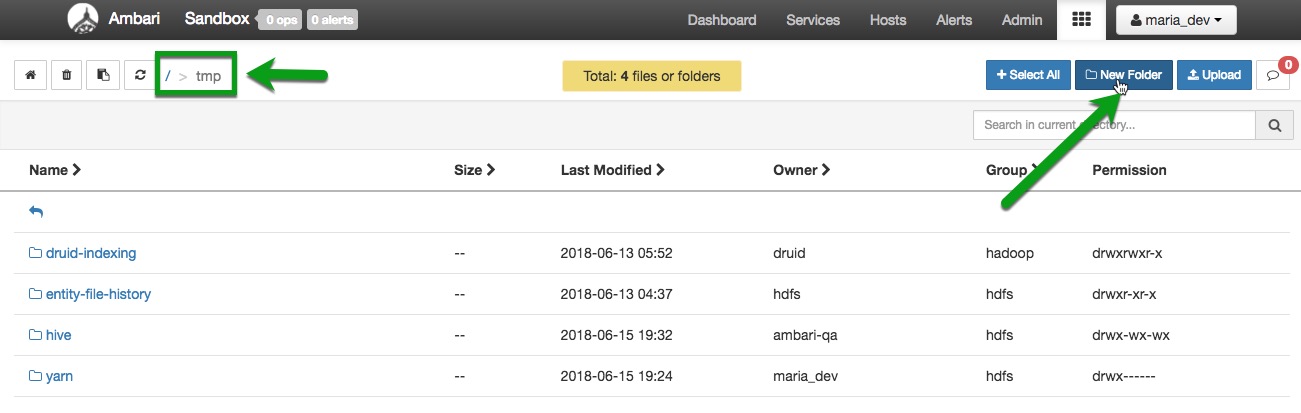 Ambari Sandbox 0 ops 0 alerts Dashboard Services Hosts Alerts Admin maria_dev
/ > tmp Total: 4 files or folders Select All New Folder Upload 0
Search in current directory...
Name Size Last Modified Owner Group Permission
druid-indexing -- 2018-06-13 05:52 druid hadoop drwxrwxr-x
entity-file-history -- 2018-06-13 04:37 hdfs hdfs drwxr-xr-x
hive -- 2018-06-15 19:32 ambari-qa hdfs drwx-wx-wx
yarn -- 2018-06-15 19:24 maria_dev hdfs drwx------